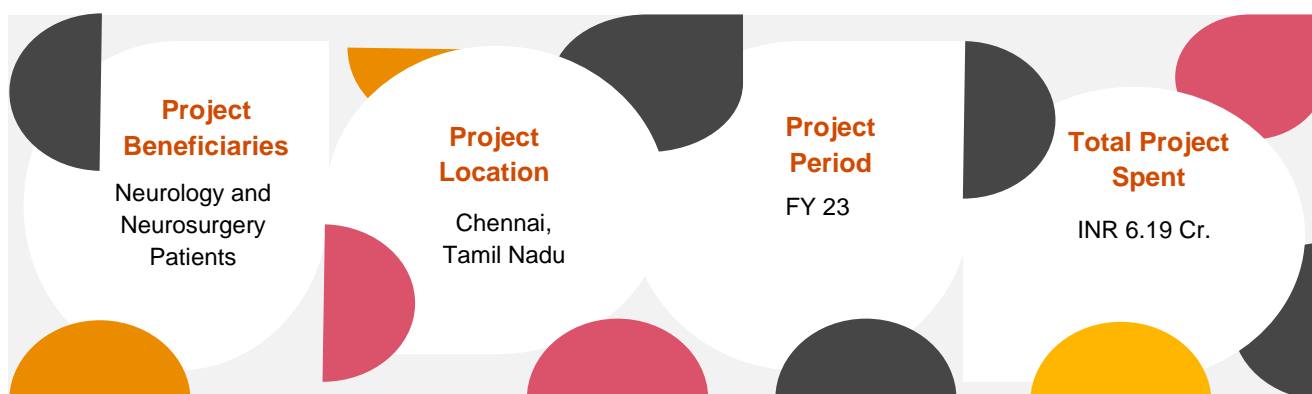 Project
Beneficiaries
Neurology and
Neurosurgery
Patients
Project
Location
Chennai,
Tamil Nadu
Project
Period
FY 23
Total Project
Spent
INR 6.19 Cr.